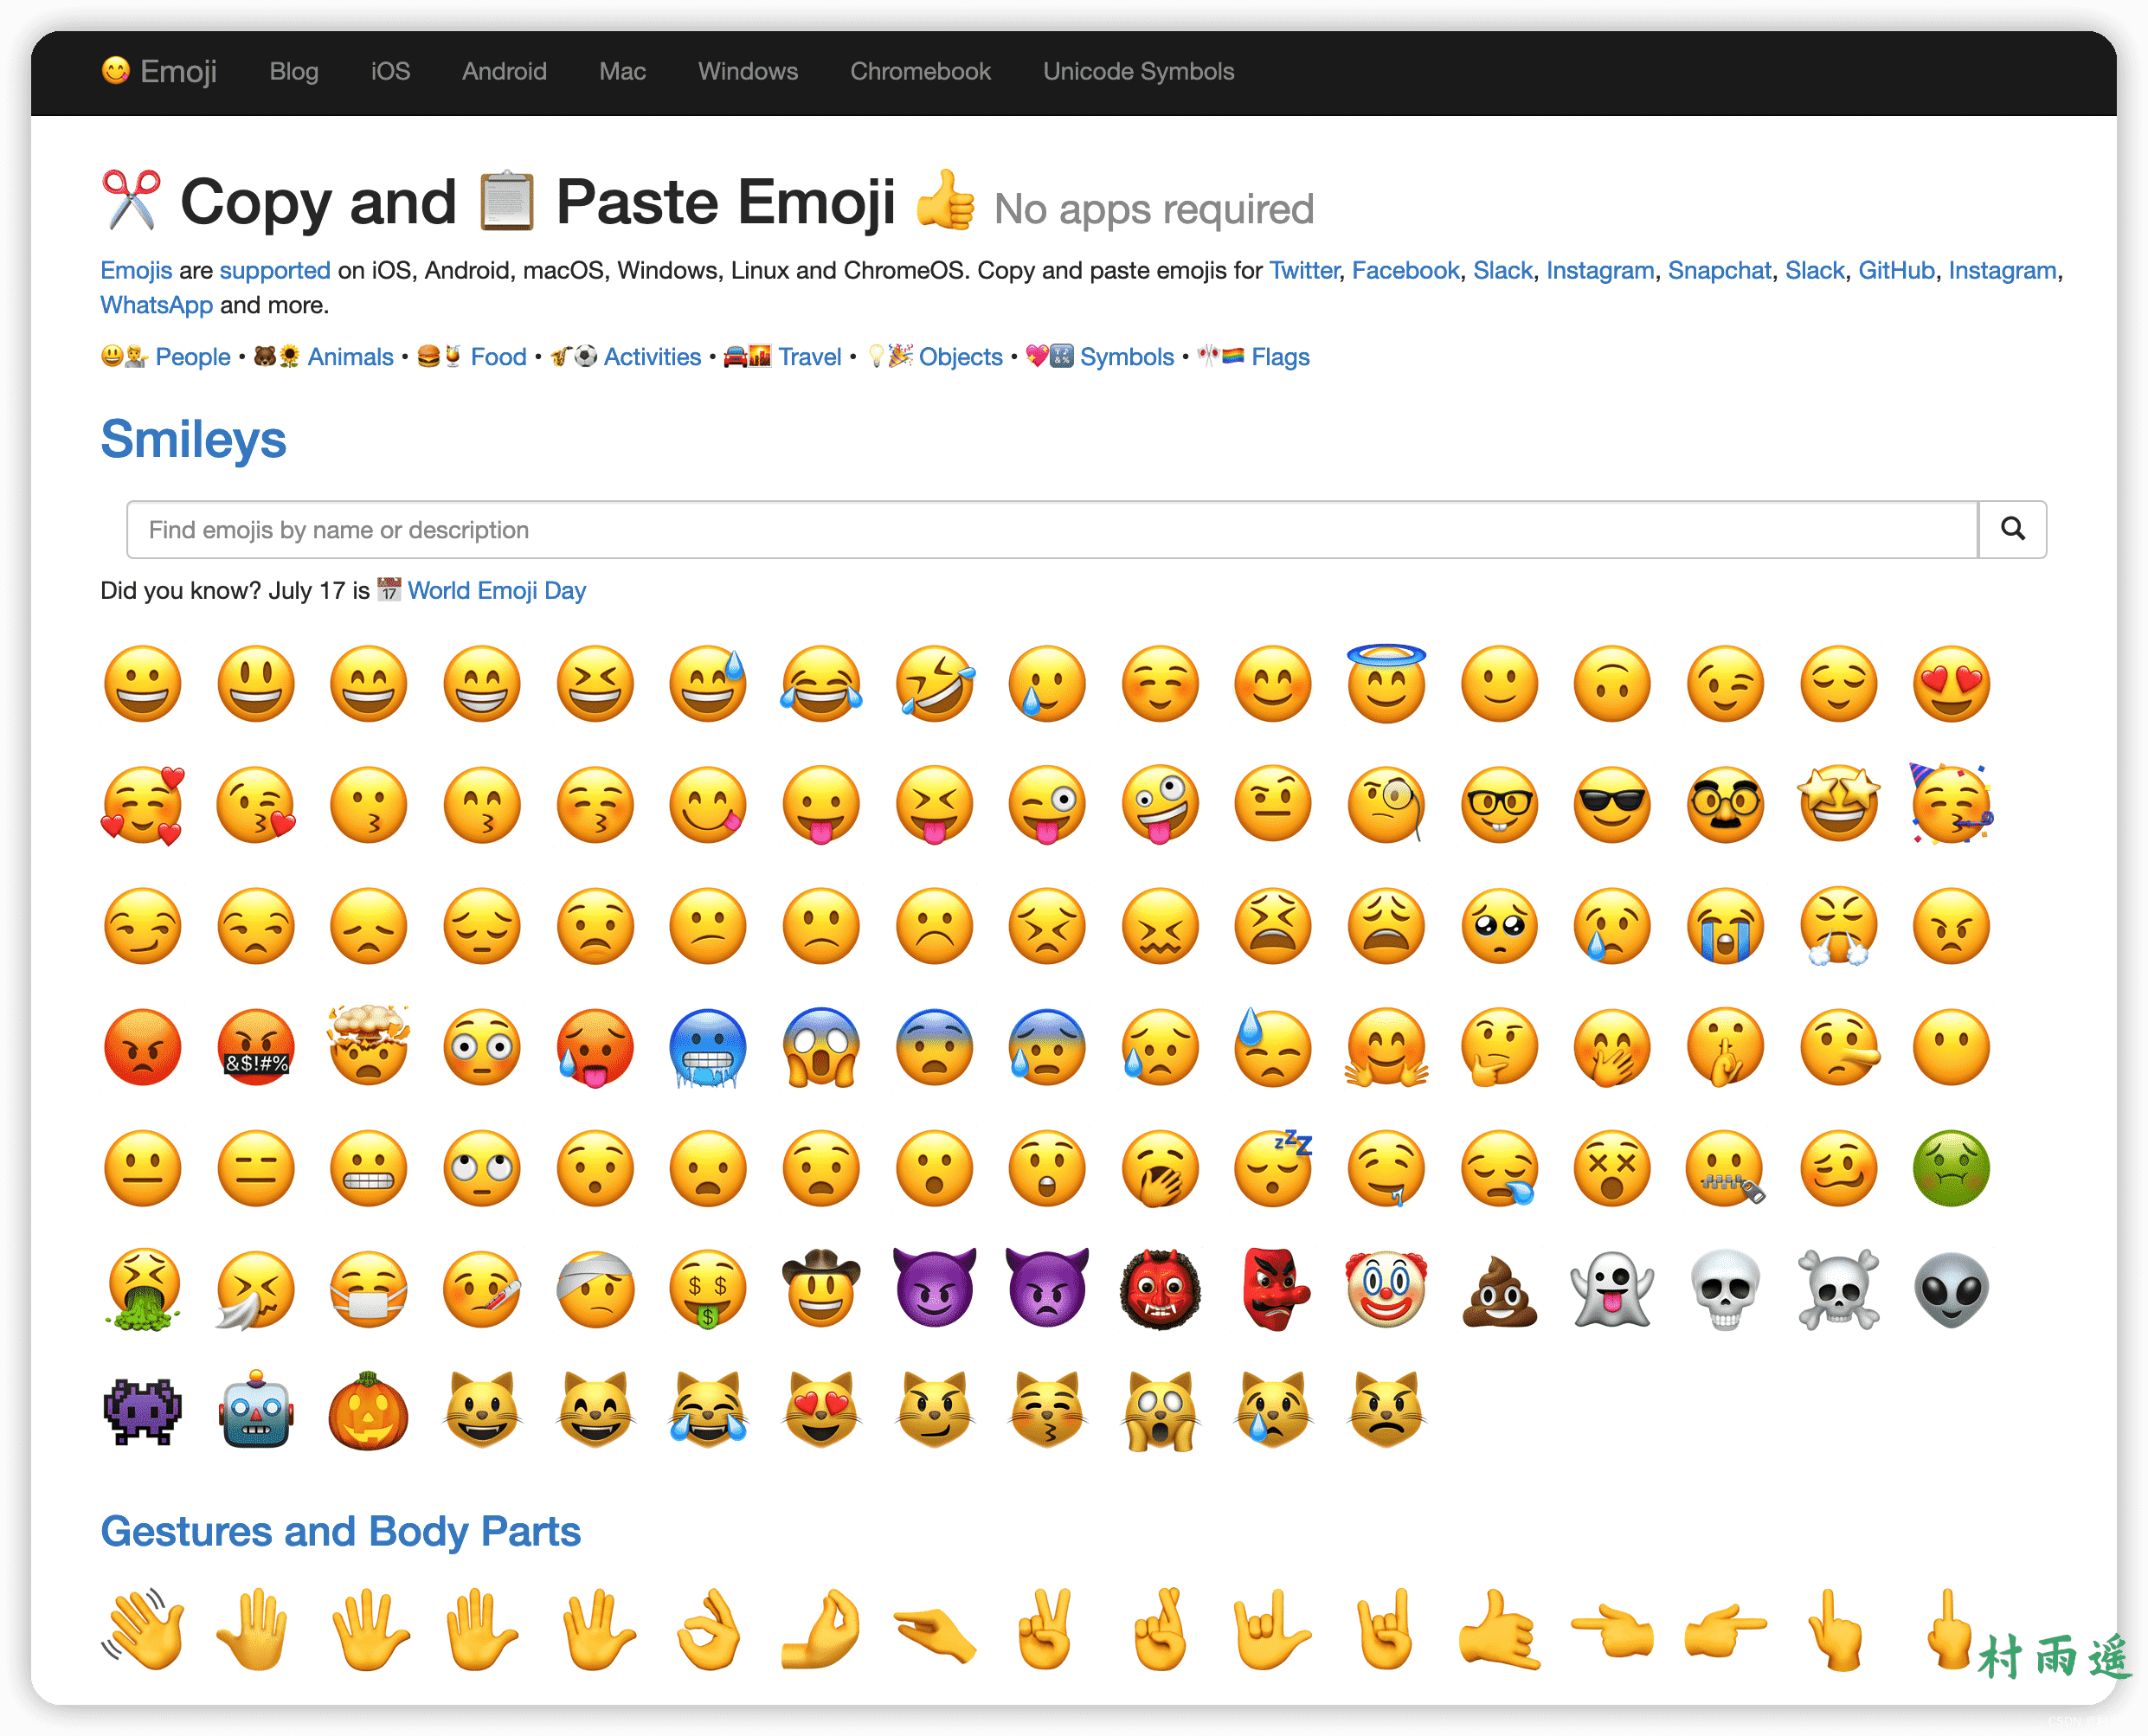 😋 Emoji Blog iOS Android Mac Windows Chromebook Unicode Symbols
✂️ Copy and 📋 Paste Emoji 👍 No apps required
Emojis are supported on iOS, Android, macOS, Windows, Linux and ChromeOS. Copy and paste emojis for Twitter, Facebook, Slack, Instagram, Snapchat, Slack, GitHub, Instagram,
WhatsApp and more.
😃💁 People • 🐻🌻 Animals • 🍔🍹 Food • 🎷⚽️ Activities • 🚘🌇 Travel • 💡🎉 Objects • 💖🔣 Symbols • 🎌🏳️‍🌈 Flags
Smileys
Find emojis by name or description
Did you know? July 17 is 📅 World Emoji Day
&$!#%
Gestures and Body Parts
村雨遥